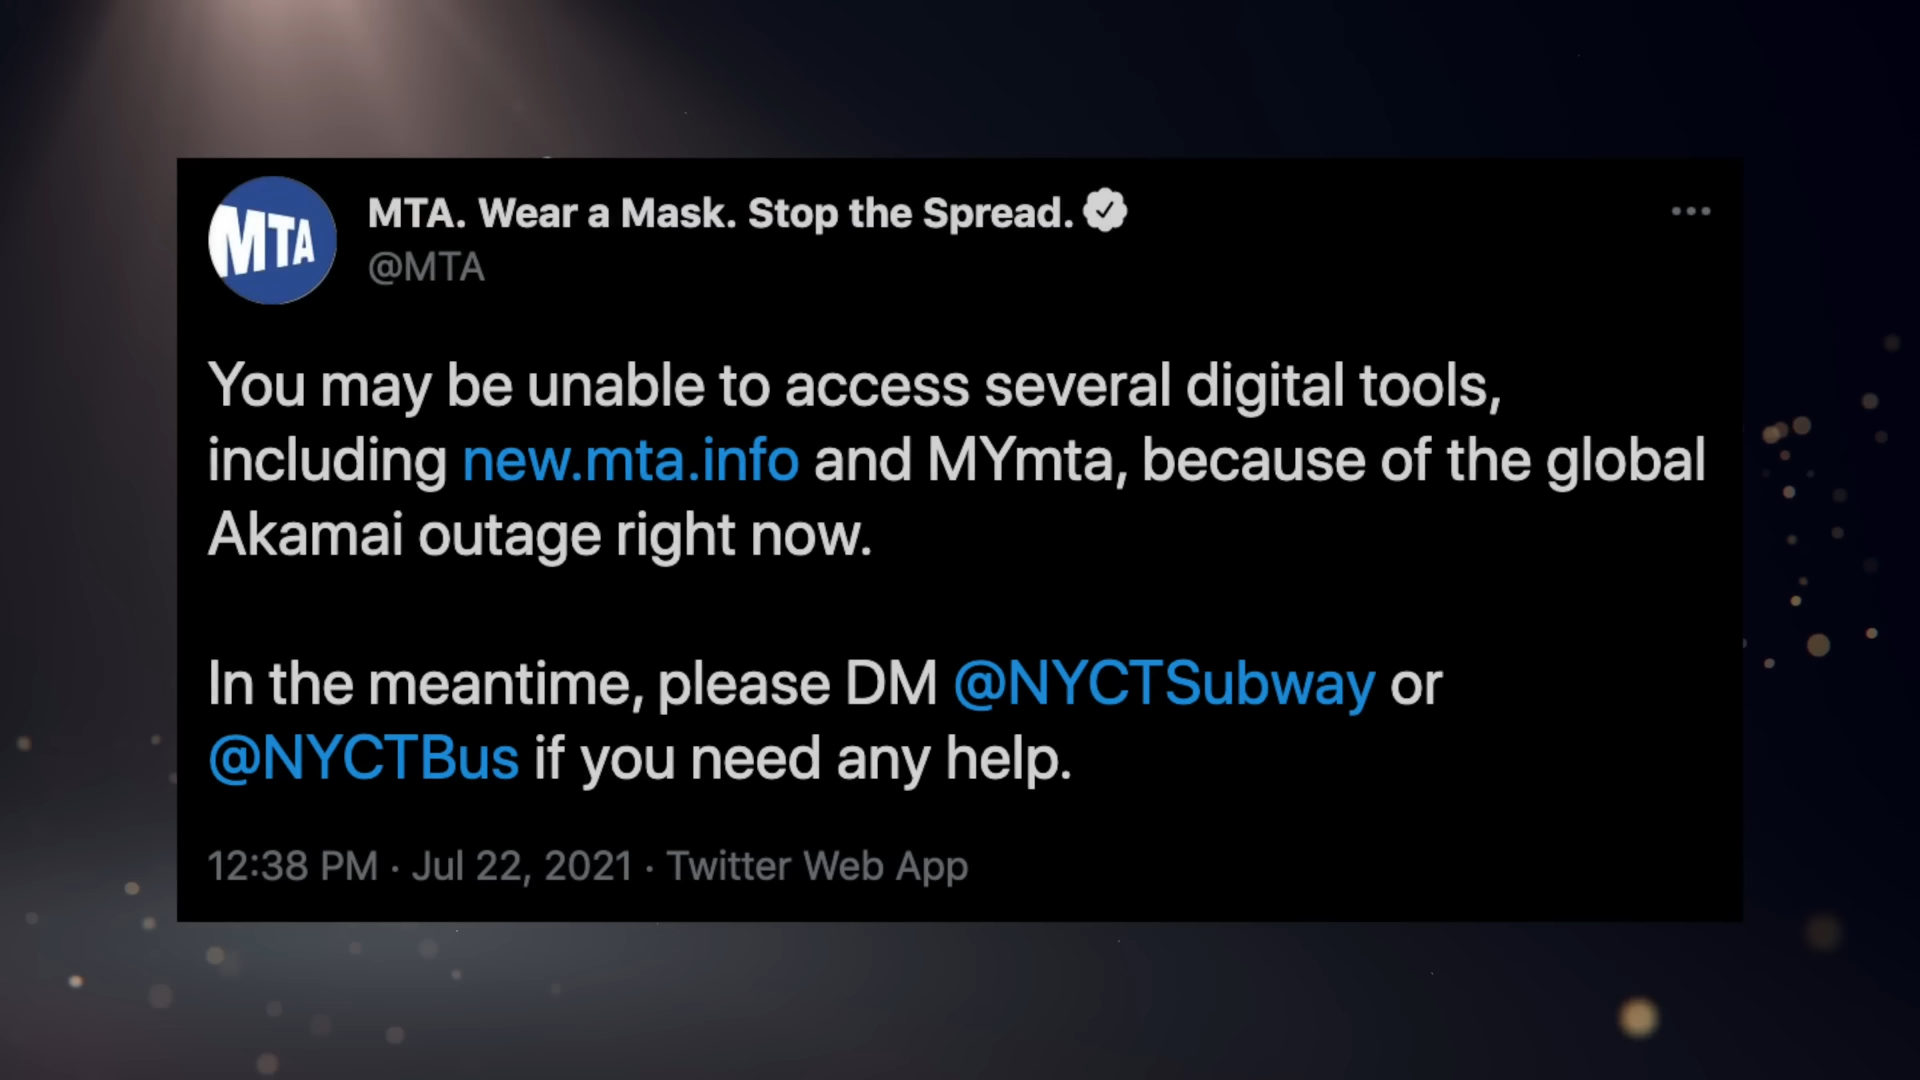 MTA
MTA. Wear a Mask. Stop the Spread.
@MTA
You may be unable to access several digital tools,
including new.mta.info and MYmta, because of the global
Akamai outage right now.
In the meantime, please DM @NYCTSubway or
@NYCTBus if you need any help.
12:38 PM · Jul 22, 2021 · Twitter Web App